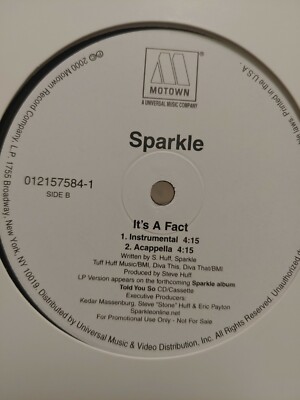 MOTOWN
A UNIVERSAL MUSIC COMPANY
Sparkle
012157584-1
SIDE B
It's A Fact
1. Instrumental 4:15
2. Acappella 4:15
Written by S. Huff, Sparkle
Tuff Huff Music/BMI, Diva This, Diva That/BMI
Produced by Steve Huff
LP Version appears on the forthcoming Sparkle album
Told You So CD/Cassette
Executive Producers:
Kedar Massenburg, Steve "Stone" Huff & Eric Payton
Sparkleonline.net
For Promotional Use Only - Not For Sale
℗© 2000 Motown Record Company, L.P. 1755 Broadway, New York, NY 10019. Distributed by Universal Music & Video Distribution, Inc. All Rights Reserved. Unauthorized
laws. Printed in the U.S.A.